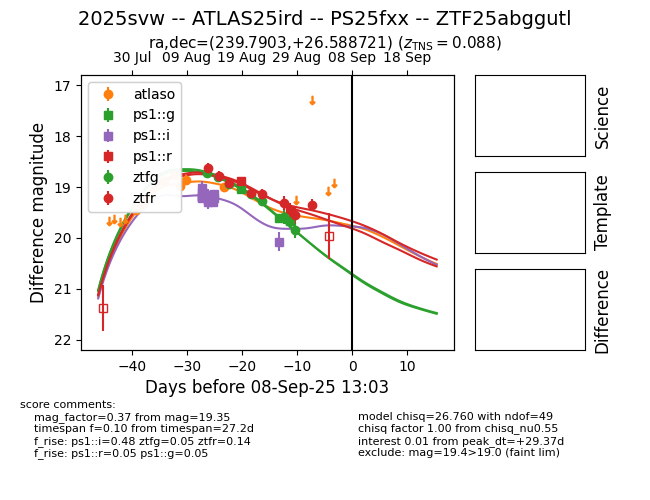 2025svw -- ATLAS25ird -- PS25fxx -- ZTF25abggutl
ra,dec=(239.7903,+26.588721) (z_TNS = 0.088)
30 Jul 09 Aug 19 Aug 29 Aug 08 Sep 18 Sep
17
18
19
20
21
22
Difference magnitude
atlaso
ps1::g
ps1::i
ps1::r
ztfg
ztfr
−40 −30 −20 −10 0 10
Days before 08-Sep-25 13:03
Science
Template
Difference
score comments:
mag_factor=0.37 from mag=19.35
timespan f=0.10 from timespan=27.2d
f_rise: ps1::i=0.48 ztfg=0.05 ztfr=0.14
f_rise: ps1::r=0.05 ps1::g=0.05
model chisq=26.760 with ndof=49
chisq factor 1.00 from chisq_nu0.55
interest 0.01 from peak_dt=+29.37d
exclude: mag=19.4>19.0 (faint lim)